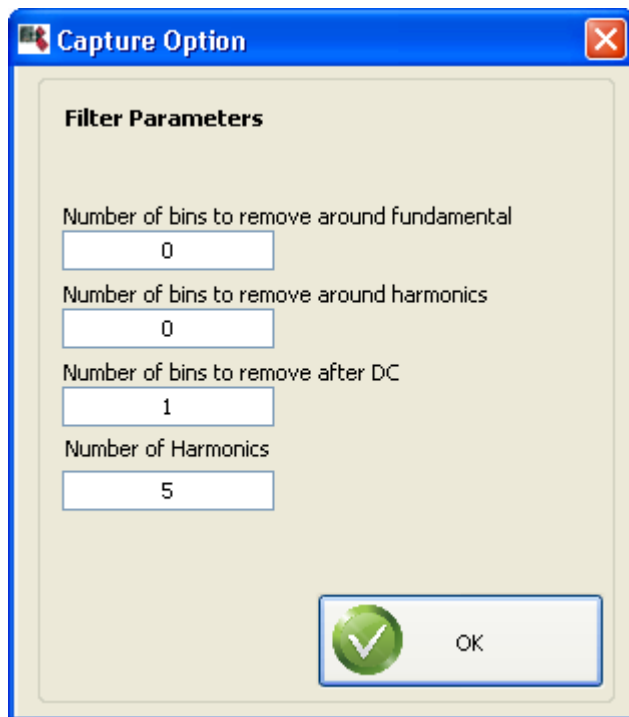 Capture Option
Filter Parameters
Number of bins to remove around fundamental
0
Number of bins to remove around harmonics
0
Number of bins to remove after DC
1
Number of Harmonics
5
OK